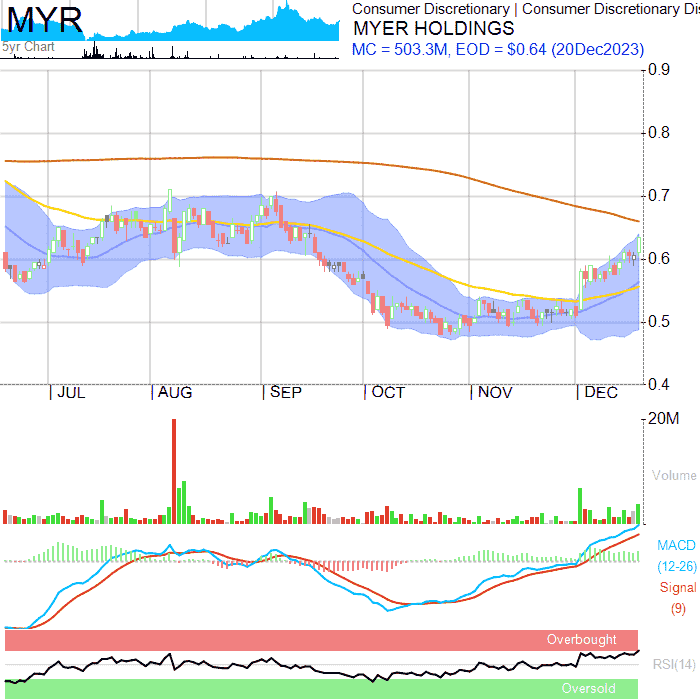 MYR
5yr Chart
Consumer Discretionary | Consumer Discretionary Dis
MYER HOLDINGS
MC = 503.3M, EOD = $0.64 (20Dec2023)
0.9
0.8
0.7
0.6
0.5
0.4
JUL AUG SEP OCT NOV DEC
20M
Volume
MACD
(12-26)
Signal
(9)
Overbought
RSI(14)
Oversold